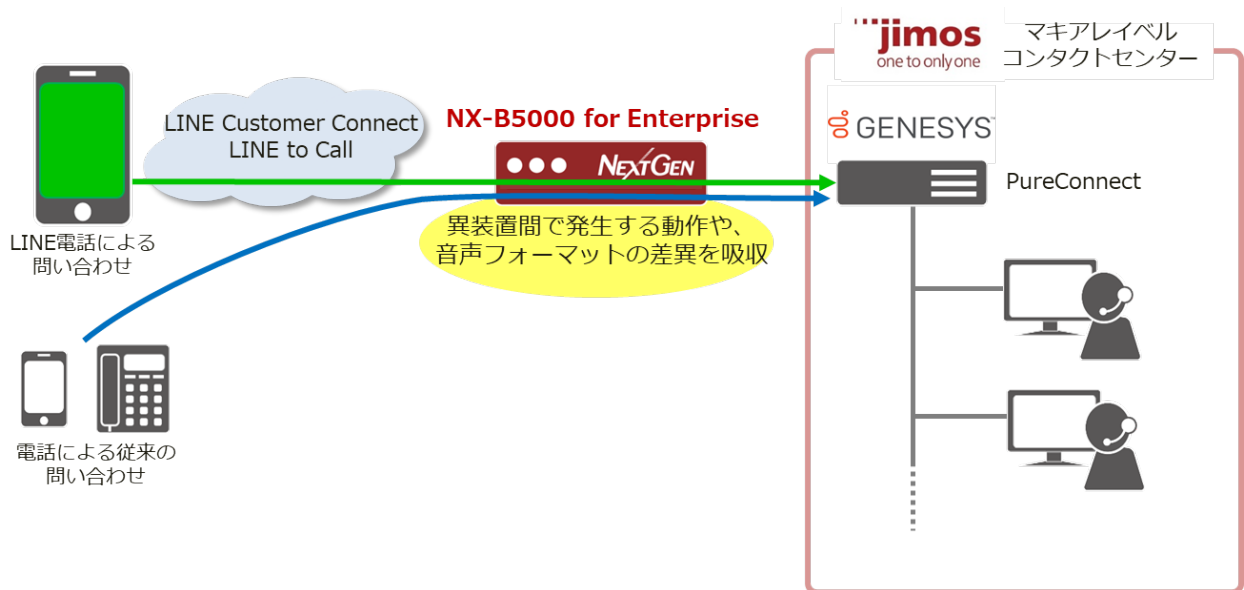 jimos
one to only one
マキアレイベル
コンタクトセンター
LINE Customer Connect
LINE to Call
NX-B5000 for Enterprise
NEXTGEN
GENESYS™
PureConnect
異装置間で発生する動作や、
音声フォーマットの差異を吸収
LINE電話による
問い合わせ
電話による従来の
問い合わせ